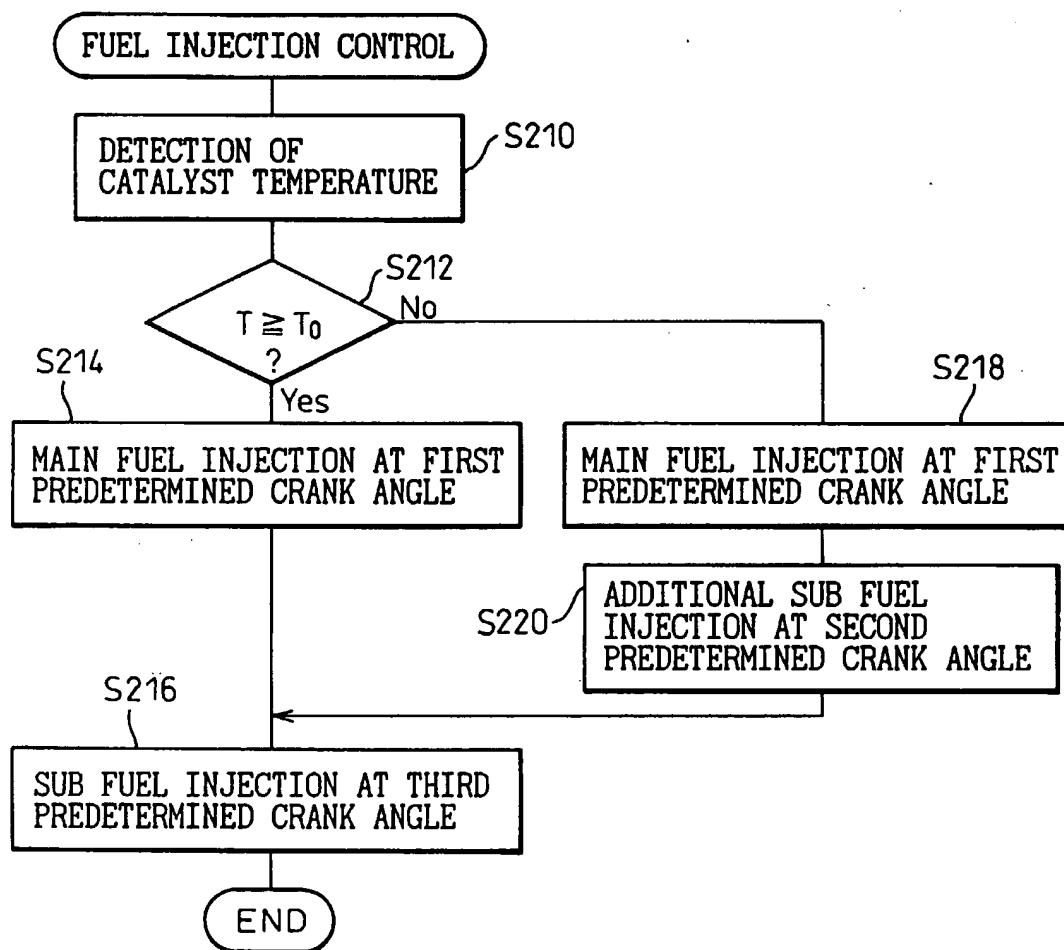 FUEL INJECTION CONTROL
DETECTION OF
CATALYST TEMPERATURE
S210
S212
T ≧ T0
?
No
Yes
S214
MAIN FUEL INJECTION AT FIRST
PREDETERMINED CRANK ANGLE
S218
MAIN FUEL INJECTION AT FIRST
PREDETERMINED CRANK ANGLE
S220
ADDITIONAL SUB FUEL
INJECTION AT SECOND
PREDETERMINED CRANK ANGLE
S216
SUB FUEL INJECTION AT THIRD
PREDETERMINED CRANK ANGLE
END